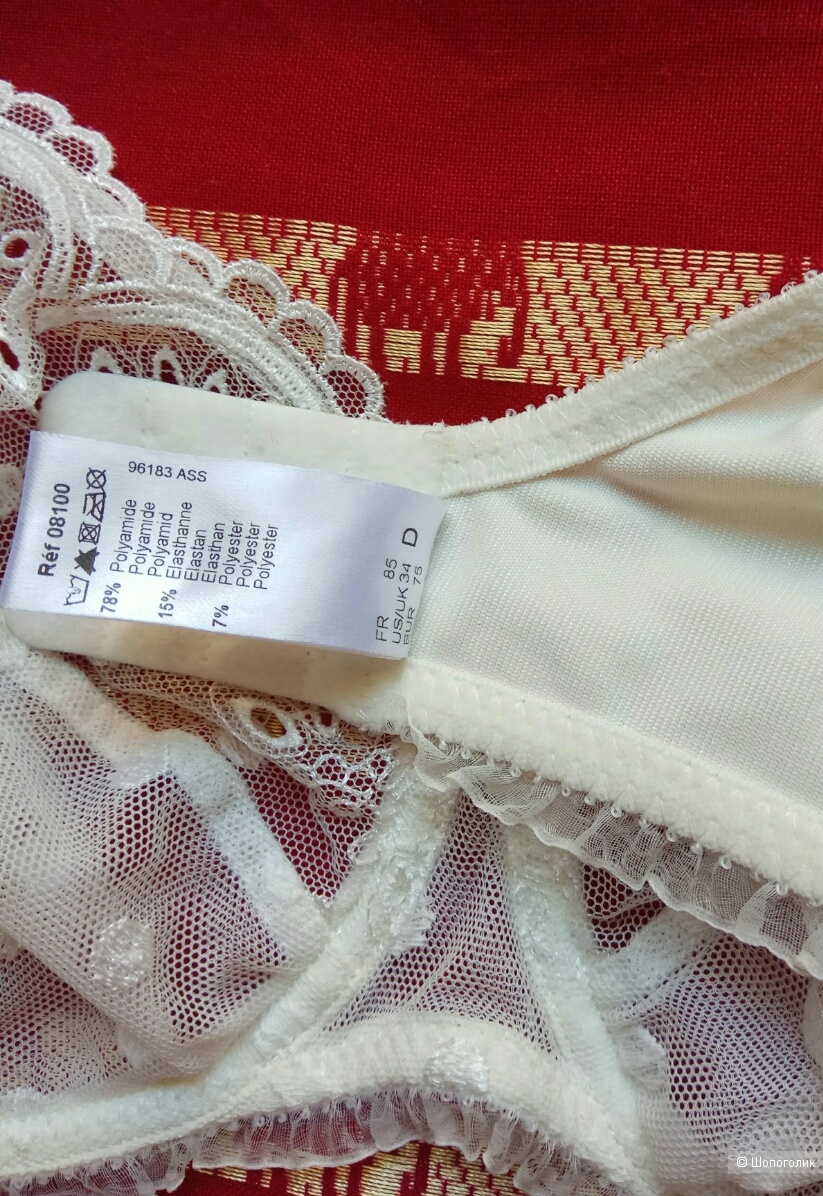 96183 ASS
Réf 08100
78% Polyamide
Polyamide
Polyamid
15% Elasthanne
Elastan
Elasthan
7% Polyester
Polyester
Polyester
FR 85
US/UK 34 D
EUR 75
© Шопоголик